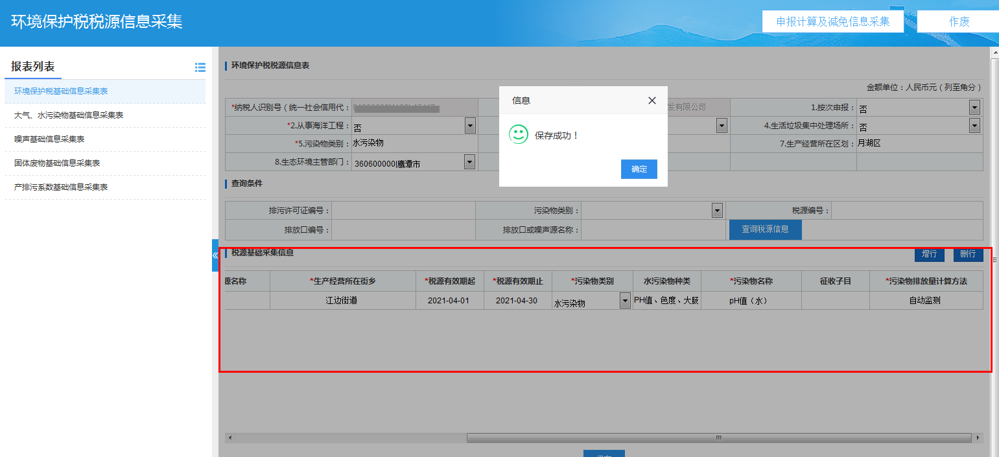 环境保护税税源信息采集
申报计算及减免信息采集 作废
报表列表
环境保护税基础信息采集表
大气、水污染物基础信息采集表
噪声基础信息采集表
固体废物基础信息采集表
产排污系数基础信息采集表
环境保护税税源信息表
金额单位：人民币元（列至角分）
*纳税人识别号（统一社会信用代： 发有限公司 1.按次申报： 否
*2.从事海洋工程： 否 4.生活垃圾集中处理场所： 否
*5.污染物类别： 水污染物 7.生产经营所在区划： 月湖区
8.生态环境主管部门： 360600000|鹰潭市
信息
保存成功！
确定
查询条件
排污许可证编号： 污染物类别： 税源编号：
排放口编号： 排放口或噪声源名称： 查询税源信息
«
税源基础采集信息 增行 删行
源名称 *生产经营所在街乡 *税源有效期起 *税源有效期止 *污染物类别 水污染物种类 *污染物名称 征收子目 *污染物排放量计算方法
江边街道 2021-04-01 2021-04-30 水污染物 PH值、色度、大肠 pH值（水） 自动监测